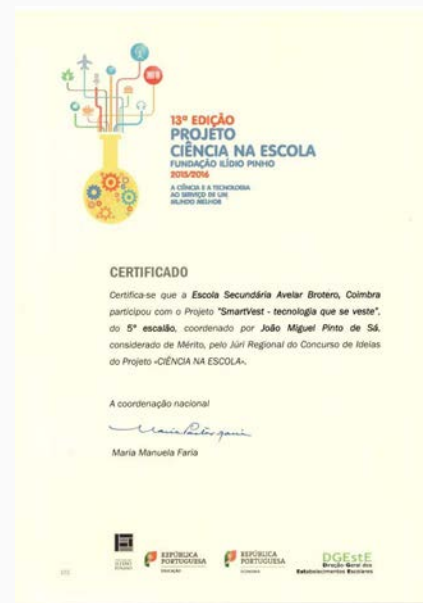 13ª EDIÇÃO
PROJETO
CIÊNCIA NA ESCOLA
FUNDAÇÃO ILÍDIO PINHO
2015/2016
A CIÊNCIA E A TECNOLOGIA
AO SERVIÇO DE UM
MUNDO MELHOR
CERTIFICADO
Certifica-se que a Escola Secundária Avelar Brotero, Coimbra
participou com o Projeto "SmartVest - tecnologia que se veste",
do 5º escalão, coordenado por João Miguel Pinto de Sá,
considerado de Mérito, pelo Júri Regional do Concurso de Ideias
do Projeto «CIÊNCIA NA ESCOLA».
A coordenação nacional
Maria Manuela Faria
REPÚBLICA
PORTUGUESA
EDUCAÇÃO
REPÚBLICA
PORTUGUESA
ECONOMIA
DGEstE
Direção-Geral dos
Estabelecimentos Escolares